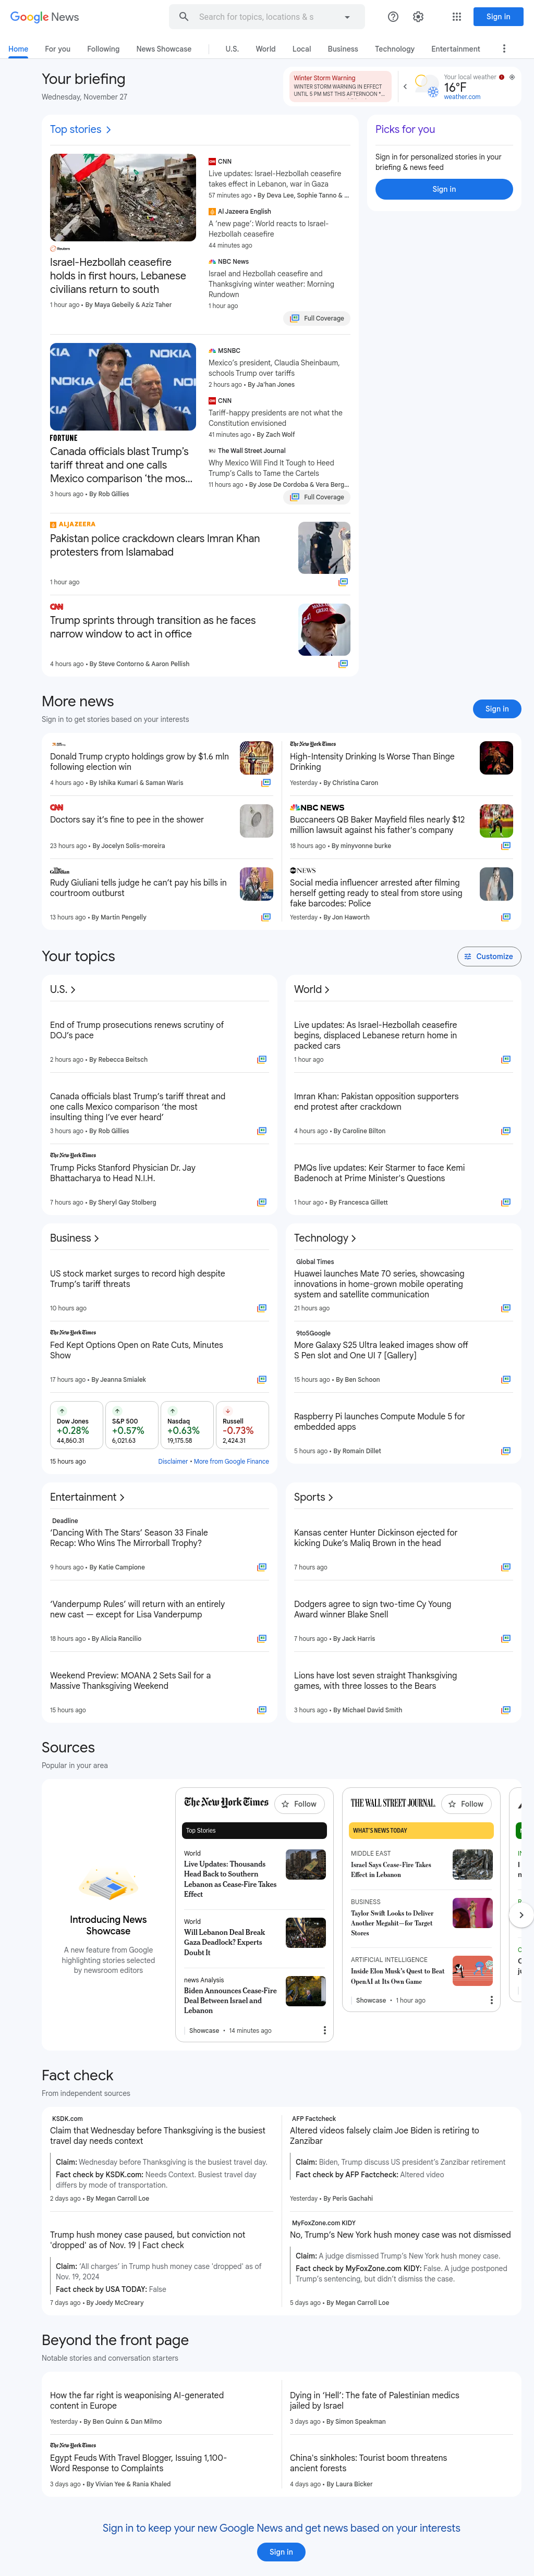 Google News
Search for topics, locations & s
Sign in
Home For you Following News Showcase U.S. World Local Business Technology Entertainment
Your briefing
Wednesday, November 27
Winter Storm Warning
WINTER STORM WARNING IN EFFECT
UNTIL 5 PM MST THIS AFTERNOON *...
Your local weather
16°F
weather.com
Top stories
Reuters
Israel-Hezbollah ceasefire
holds in first hours, Lebanese
civilians return to south
1 hour ago • By Maya Gebeily & Aziz Taher
CNN
Live updates: Israel-Hezbollah ceasefire
takes effect in Lebanon, war in Gaza
57 minutes ago • By Deva Lee, Sophie Tanno & ...
Al Jazeera English
A 'new page': World reacts to Israel-
Hezbollah ceasefire
44 minutes ago
NBC News
Israel and Hezbollah ceasefire and
Thanksgiving winter weather: Morning
Rundown
1 hour ago
Full Coverage
NOKIA NOKIA
FORTUNE
Canada officials blast Trump's
tariff threat and one calls
Mexico comparison 'the mos...
3 hours ago • By Rob Gillies
MSNBC
Mexico's president, Claudia Sheinbaum,
schools Trump over tariffs
2 hours ago • By Ja'han Jones
CNN
Tariff-happy presidents are not what the
Constitution envisioned
41 minutes ago • By Zach Wolf
The Wall Street Journal
Why Mexico Will Find It Tough to Heed
Trump's Calls to Tame the Cartels
11 hours ago • By Jose De Cordoba & Vera Berg...
Full Coverage
ALJAZEERA
Pakistan police crackdown clears Imran Khan
protesters from Islamabad
1 hour ago
CNN
Trump sprints through transition as he faces
narrow window to act in office
4 hours ago • By Steve Contorno & Aaron Pellish
Picks for you
Sign in for personalized stories in your
briefing & news feed
Sign in
More news
Sign in to get stories based on your interests
Sign in
Donald Trump crypto holdings grow by $1.6 mln
following election win
4 hours ago • By Ishika Kumari & Saman Waris
CNN
Doctors say it's fine to pee in the shower
23 hours ago • By Jocelyn Solis-moreira
The Guardian
Rudy Giuliani tells judge he can't pay his bills in
courtroom outburst
13 hours ago • By Martin Pengelly
The New York Times
High-Intensity Drinking Is Worse Than Binge
Drinking
Yesterday • By Christina Caron
NBC NEWS
Buccaneers QB Baker Mayfield files nearly $12
million lawsuit against his father's company
18 hours ago • By minyvonne burke
NEWS
Social media influencer arrested after filming
herself getting ready to steal from store using
fake barcodes: Police
Yesterday • By Jon Haworth
Your topics
Customize
U.S.
End of Trump prosecutions renews scrutiny of
DOJ's pace
2 hours ago • By Rebecca Beitsch
Canada officials blast Trump's tariff threat and
one calls Mexico comparison 'the most
insulting thing I've ever heard'
3 hours ago • By Rob Gillies
The New York Times
Trump Picks Stanford Physician Dr. Jay
Bhattacharya to Head N.I.H.
7 hours ago • By Sheryl Gay Stolberg
World
Live updates: As Israel-Hezbollah ceasefire
begins, displaced Lebanese return home in
packed cars
1 hour ago
Imran Khan: Pakistan opposition supporters
end protest after crackdown
4 hours ago • By Caroline Bilton
PMQs live updates: Keir Starmer to face Kemi
Badenoch at Prime Minister's Questions
1 hour ago • By Francesca Gillett
Business
US stock market surges to record high despite
Trump's tariff threats
10 hours ago
The New York Times
Fed Kept Options Open on Rate Cuts, Minutes
Show
17 hours ago • By Jeanna Smialek
Dow Jones S&P 500 Nasdaq Russell
+0.28% +0.57% +0.63% -0.73%
44,860.31 6,021.63 19,175.58 2,424.31
15 hours ago
Disclaimer • More from Google Finance
Technology
Global Times
Huawei launches Mate 70 series, showcasing
innovations in home-grown mobile operating
system and satellite communication
21 hours ago
9to5Google
More Galaxy S25 Ultra leaked images show off
S Pen slot and One UI 7 [Gallery]
15 hours ago • By Ben Schoon
Raspberry Pi launches Compute Module 5 for
embedded apps
5 hours ago • By Romain Dillet
Entertainment
Deadline
'Dancing With The Stars' Season 33 Finale
Recap: Who Wins The Mirrorball Trophy?
9 hours ago • By Katie Campione
'Vanderpump Rules' will return with an entirely
new cast — except for Lisa Vanderpump
18 hours ago • By Alicia Rancilio
Weekend Preview: MOANA 2 Sets Sail for a
Massive Thanksgiving Weekend
15 hours ago
Sports
Kansas center Hunter Dickinson ejected for
kicking Duke's Maliq Brown in the head
7 hours ago
Dodgers agree to sign two-time Cy Young
Award winner Blake Snell
7 hours ago • By Jack Harris
Lions have lost seven straight Thanksgiving
games, with three losses to the Bears
3 hours ago • By Michael David Smith
Sources
Popular in your area
Introducing News
Showcase
A new feature from Google
highlighting stories selected
by newsroom editors
The New York Times
Follow
Top Stories
World
Live Updates: Thousands
Head Back to Southern
Lebanon as Cease-Fire Takes
Effect
World
Will Lebanon Deal Break
Gaza Deadlock? Experts
Doubt It
news Analysis
Biden Announces Cease-Fire
Deal Between Israel and
Lebanon
Showcase • 14 minutes ago
THE WALL STREET JOURNAL.
Follow
WHAT'S NEWS TODAY
MIDDLE EAST
Israel Says Cease-Fire Takes
Effect in Lebanon
BUSINESS
Taylor Swift Looks to Deliver
Another Megahit—for Target
Stores
ARTIFICIAL INTELLIGENCE
Inside Elon Musk's Quest to Beat
OpenAI at Its Own Game
Showcase • 1 hour ago
Fact check
From independent sources
KSDK.com
Claim that Wednesday before Thanksgiving is the busiest
travel day needs context
Claim: Wednesday before Thanksgiving is the busiest travel day.
Fact check by KSDK.com: Needs Context. Busiest travel day
differs by mode of transportation.
2 days ago • By Megan Carroll Loe
Trump hush money case paused, but conviction not
'dropped' as of Nov. 19 | Fact check
Claim: 'All charges' in Trump hush money case 'dropped' as of
Nov. 19, 2024
Fact check by USA TODAY: False
7 days ago • By Joedy McCreary
AFP Factcheck
Altered videos falsely claim Joe Biden is retiring to
Zanzibar
Claim: Biden, Trump discuss US president's Zanzibar retirement
Fact check by AFP Factcheck: Altered video
Yesterday • By Peris Gachahi
MyFoxZone.com KIDY
No, Trump's New York hush money case was not dismissed
Claim: A judge dismissed Trump's New York hush money case.
Fact check by MyFoxZone.com KIDY: False. A judge postponed
Trump's sentencing, but didn't dismiss the case.
5 days ago • By Megan Carroll Loe
Beyond the front page
Notable stories and conversation starters
How the far right is weaponising AI-generated
content in Europe
Yesterday • By Ben Quinn & Dan Milmo
The New York Times
Egypt Feuds With Travel Blogger, Issuing 1,100-
Word Response to Complaints
3 days ago • By Vivian Yee & Rania Khaled
Dying in 'Hell': The fate of Palestinian medics
jailed by Israel
3 days ago • By Simon Speakman
China's sinkholes: Tourist boom threatens
ancient forests
4 days ago • By Laura Bicker
Sign in to keep your new Google News and get news based on your interests
Sign in